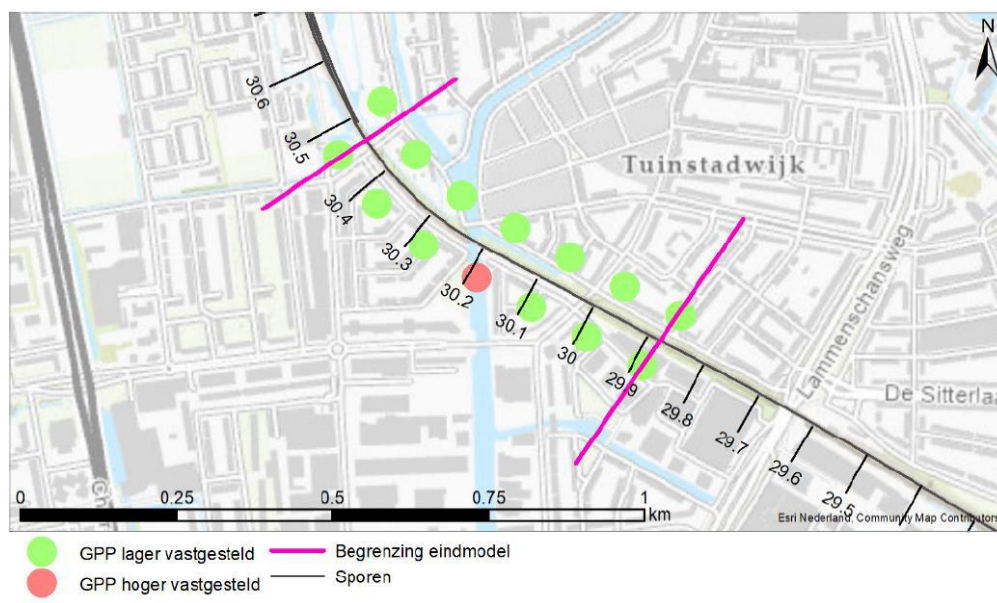 N
30.6
30.5
30.4
30.3
30.2
30.1
30
29.9
29.8
29.7
29.6
29.5
Tuinstadwijk
Lammenschansweg
De Sitterlaa
0 0.25 0.5 0.75 1
km
Esri Nederland, Community Map Contributors
GPP lager vastgesteld
Begrenzing eindmodel
GPP hoger vastgesteld
Sporen